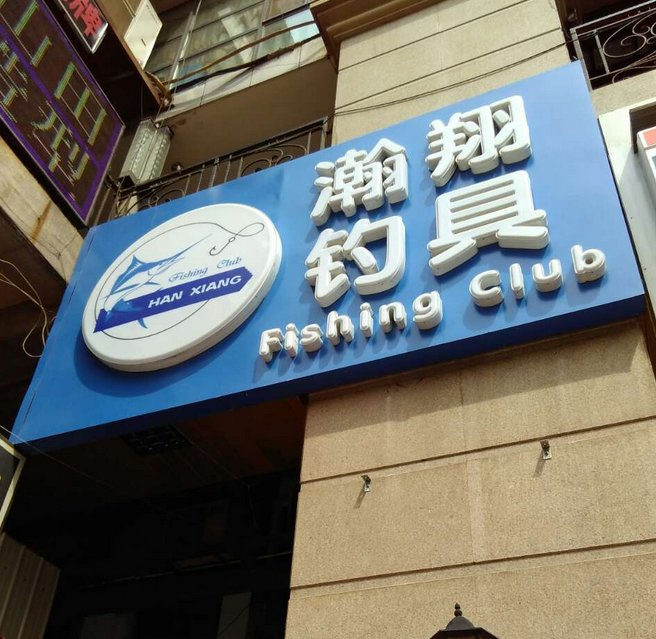 瀚翔
钓具
Fishing Club
Fishing Club
HAN XIANG